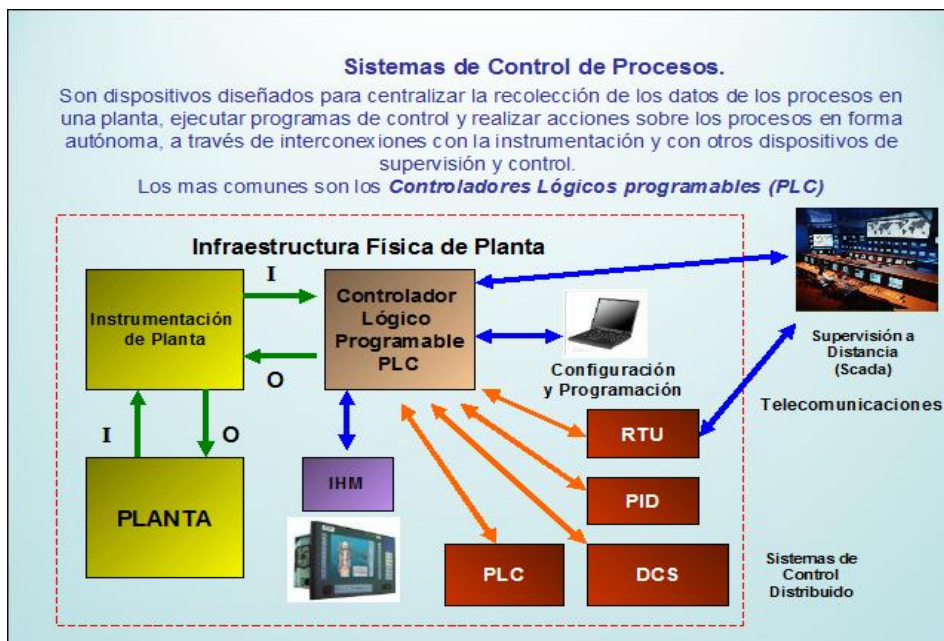 Sistemas de Control de Procesos.
Son dispositivos diseñados para centralizar la recolección de los datos de los procesos en
una planta, ejecutar programas de control y realizar acciones sobre los procesos en forma
autónoma, a través de interconexiones con la instrumentación y con otros dispositivos de
supervisión y control.
Los mas comunes son los Controladores Lógicos programables (PLC)
Infraestructura Física de Planta
I
Instrumentación
de Planta
Controlador
Lógico
Programable
PLC
O
Configuración
y Programación
Supervisión a
Distancia
(Scada)
Telecomunicaciones
I
O
RTU
IHM
PID
PLANTA
PLC
DCS
Sistemas de
Control
Distribuido